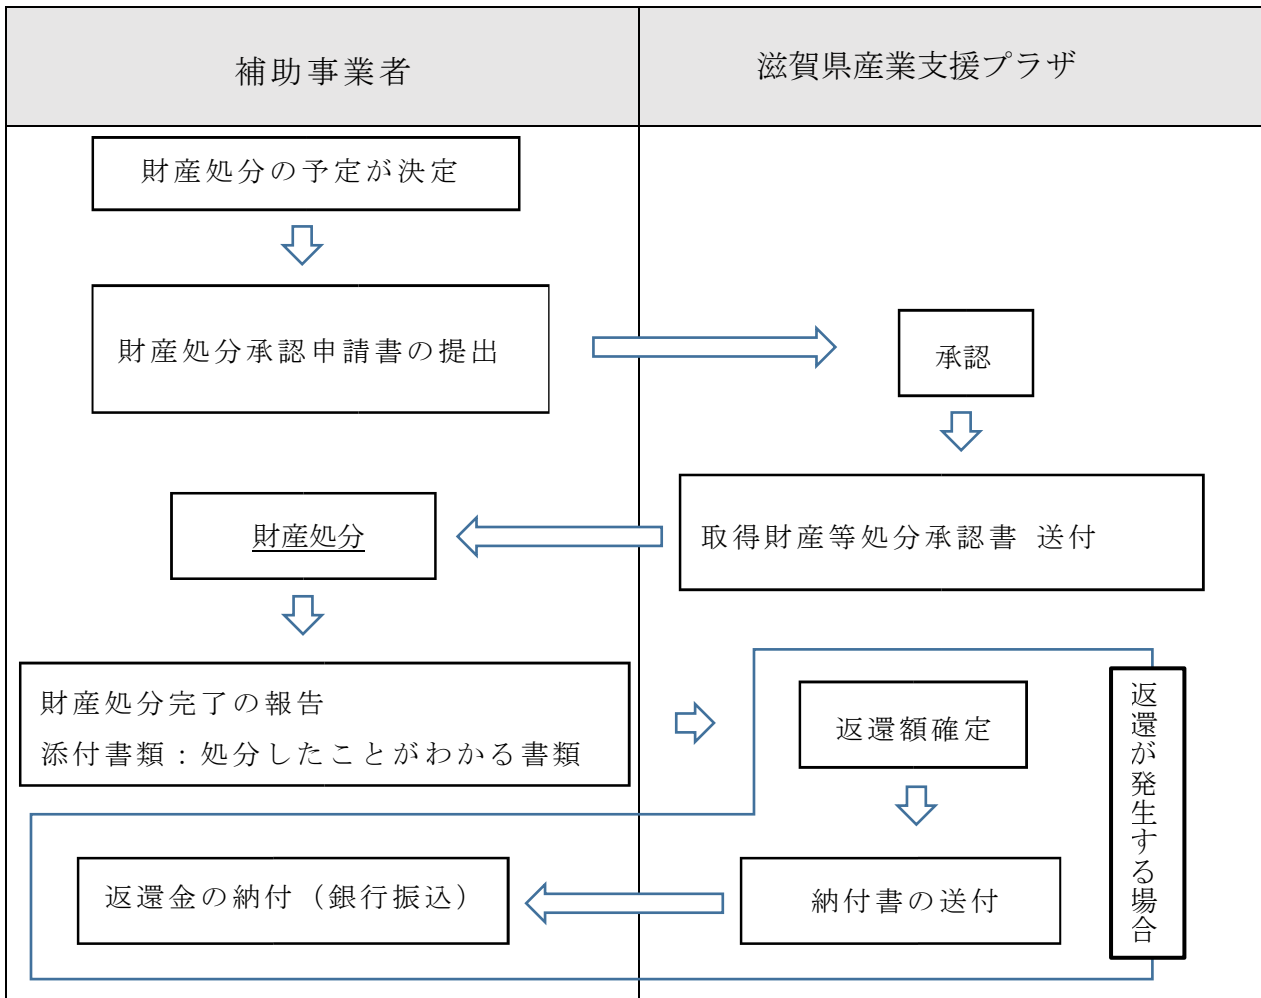 補助事業者
滋賀県産業支援プラザ
財産処分の予定が決定
財産処分承認申請書の提出
承認
取得財産等処分承認書 送付
財産処分
財産処分完了の報告
添付書類：処分したことがわかる書類
返還が発生する場合
返還額確定
納付書の送付
返還金の納付（銀行振込）